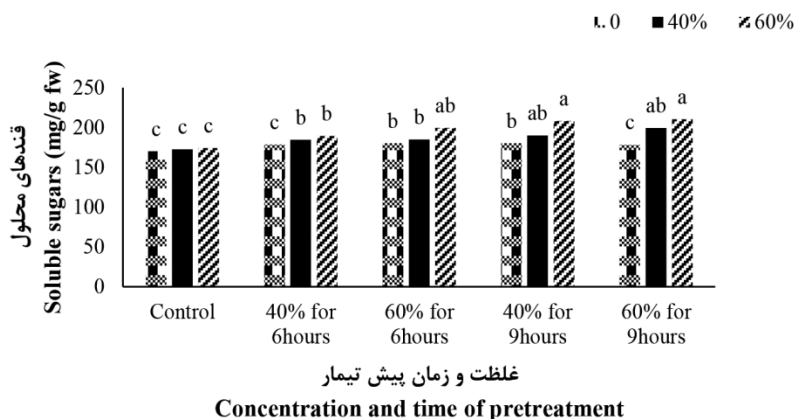 0 40% 60%
250
200
150
100
50
0
قندهای محلول
Soluble sugars (mg/g fw)
c c c
c b b
b b ab
b ab a
c ab a
Control
40% for
6hours
60% for
6hours
40% for
9hours
60% for
9hours
غلظت و زمان پیش تیمار
Concentration and time of pretreatment